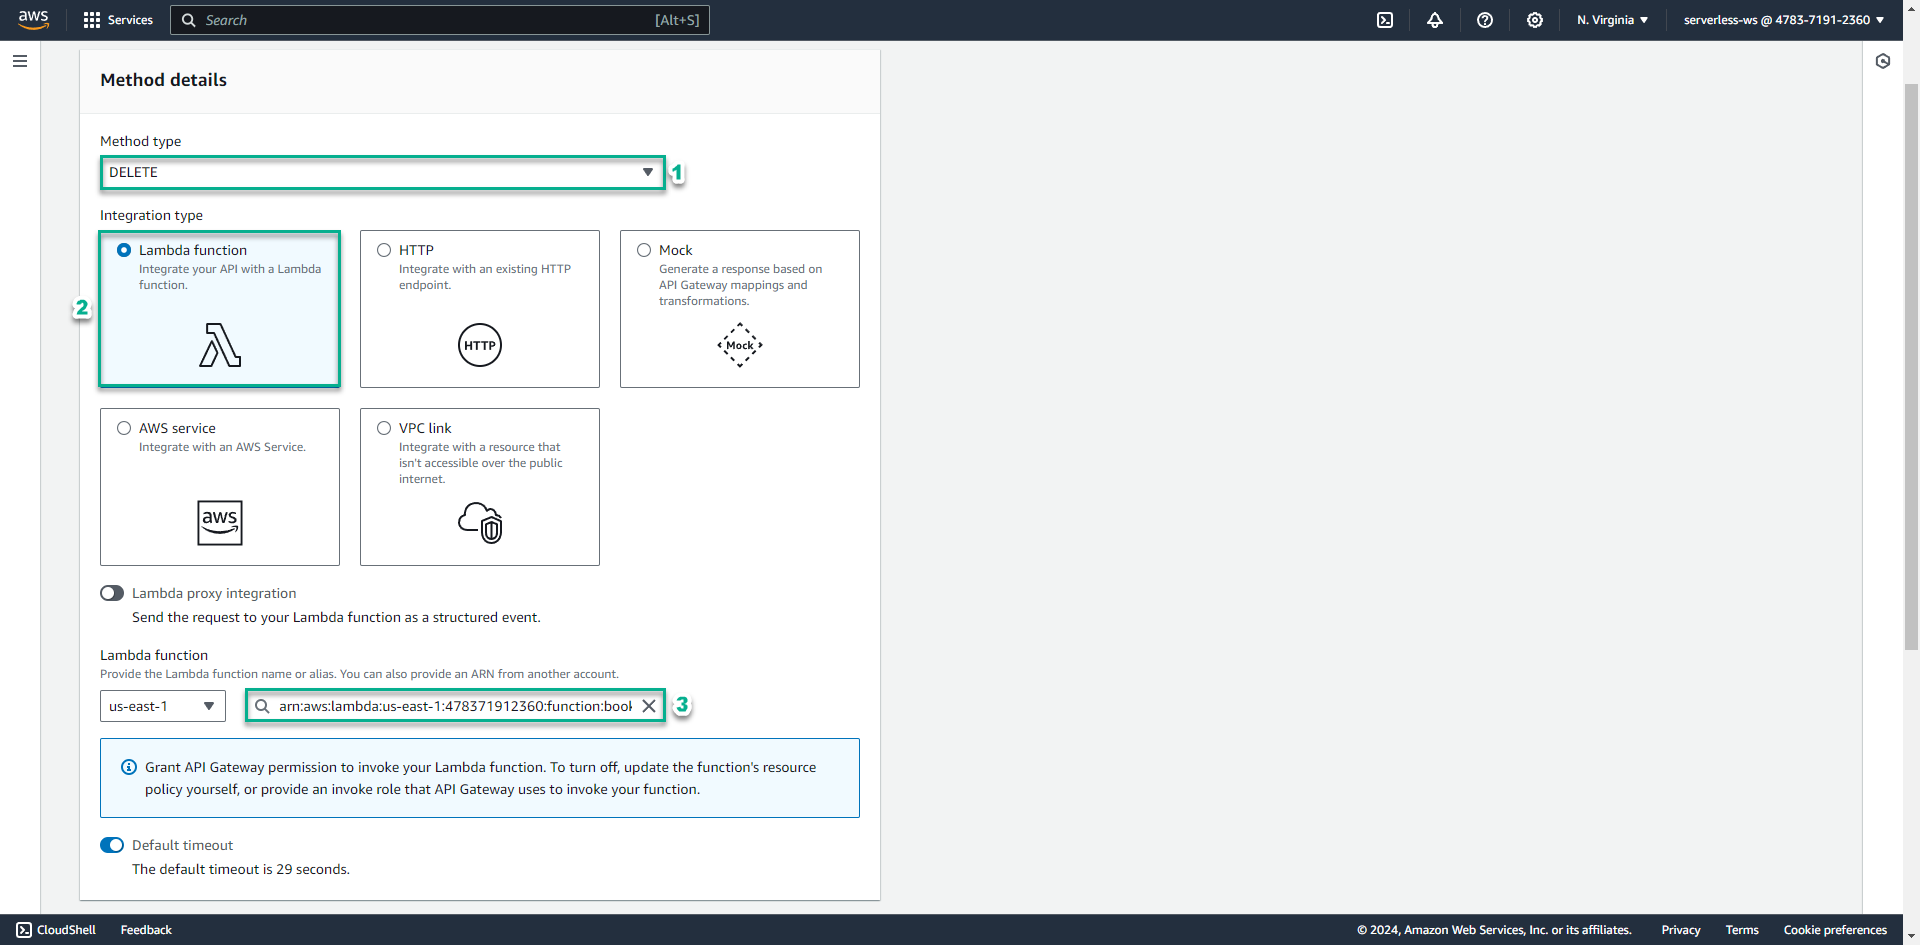 aws
Services
Search
[Alt+S]
N. Virginia
serverless-ws @ 4783-7191-2360
Method details
Method type
DELETE
1
Integration type
Lambda function
Integrate your API with a Lambda
function.
2
HTTP
Integrate with an existing HTTP
endpoint.
HTTP
Mock
Generate a response based on
API Gateway mappings and
transformations.
Mock
AWS service
Integrate with an AWS Service.
aws
VPC link
Integrate with a resource that
isn't accessible over the public
internet.
Lambda proxy integration
Send the request to your Lambda function as a structured event.
Lambda function
Provide the Lambda function name or alias. You can also provide an ARN from another account.
us-east-1
arn:aws:lambda:us-east-1:478371912360:function:book
3
Grant API Gateway permission to invoke your Lambda function. To turn off, update the function's resource
policy yourself, or provide an invoke role that API Gateway uses to invoke your function.
Default timeout
The default timeout is 29 seconds.
CloudShell
Feedback
© 2024, Amazon Web Services, Inc. or its affiliates.
Privacy
Terms
Cookie preferences